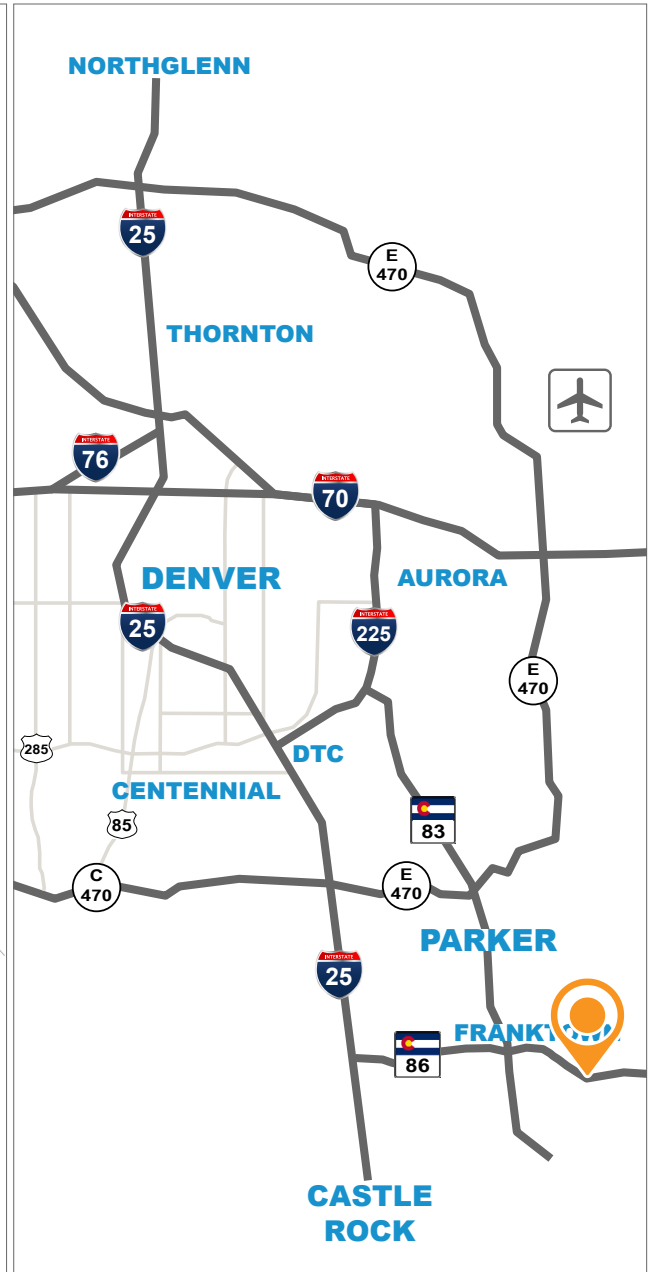 NORTHGLENN
INTERSTATE
25
E
470
THORNTON
INTERSTATE
76
INTERSTATE
70
DENVER
AURORA
INTERSTATE
25
INTERSTATE
225
E
470
285
DTC
CENTENNIAL
85
83
C
470
E
470
PARKER
INTERSTATE
25
FRANKTOWN
86
CASTLE
ROCK